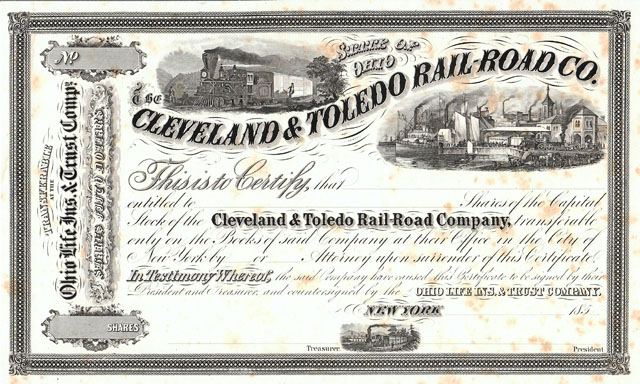 No
STATE OF
OHIO
THE
CLEVELAND & TOLEDO RAIL-ROAD CO.
TRANSFERABLE
AT THE
Ohio Life Ins. & Trust Compy.
SHARES FIFTY DOLLARS
This is to Certify, that
entitled to Shares of the Capital
Stock of the Cleveland & Toledo Rail-Road Company, transferable
only on the Books of said Company at their Office in the City of
New-York by or Attorney upon surrender of this Certificate.
In Testimony Whereof, the said Company have caused this Certificate to be signed by their
President and Treasurer, and countersigned by the OHIO LIFE INS. & TRUST COMPANY.
NEW YORK 185
SHARES
Treasurer. President.